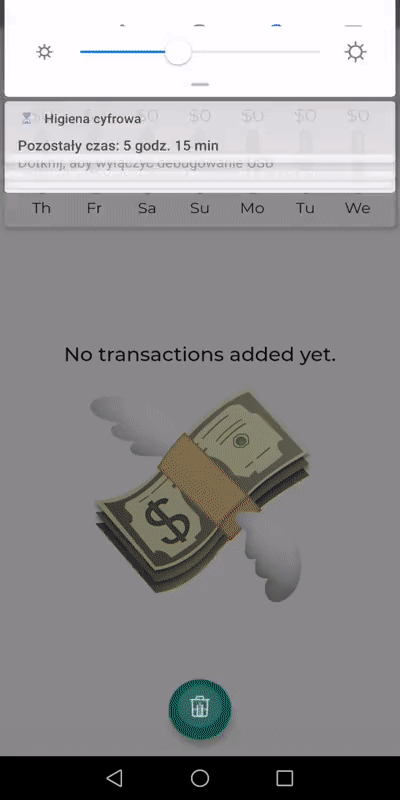 $0 $0 $0 $0 $0 $0
Higiena cyfrowa
Pozostały czas: 5 godz. 15 min
Dotknij, aby wyłączyć debugowanie USB
Th Fr Sa Su Mo Tu We
No transactions added yet.
$